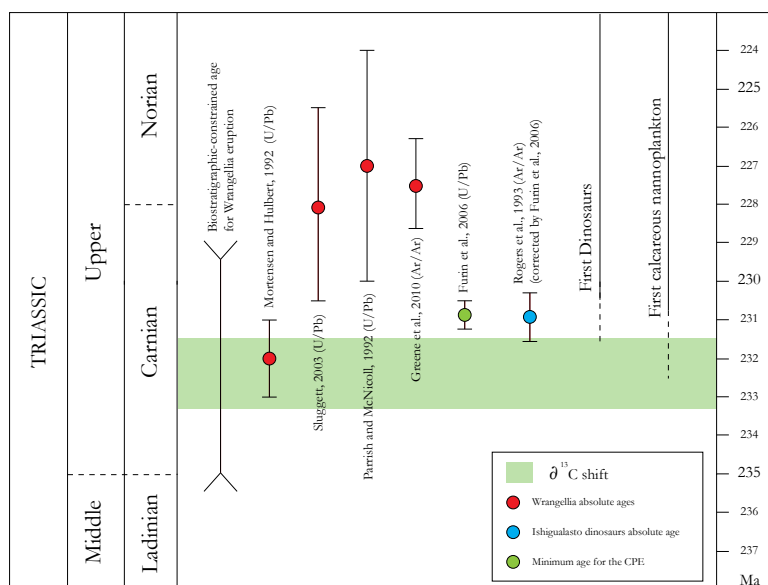 TRIASSIC
Upper
Middle
Norian
Carnian
Ladinian
Biostratigraphic-constrained age
for Wrangellia eruption
Mortensen and Hulbert, 1992 (U/Pb)
Sluggett, 2003 (U/Pb)
Parrish and McNicoll, 1992 (U/Pb)
Greene et al., 2010 (Ar/Ar)
Furin et al., 2006 (U/Pb)
Rogers et al., 1993 (Ar/Ar)
(corrected by Furin et al., 2006)
First Dinosaurs
First calcareous nannoplankton
224
225
226
227
228
229
230
231
232
233
234
235
236
237
Ma
∂ 13C shift
Wrangellia absolute ages
Ishigualasto dinosaurs absolute age
Minimum age for the CPE